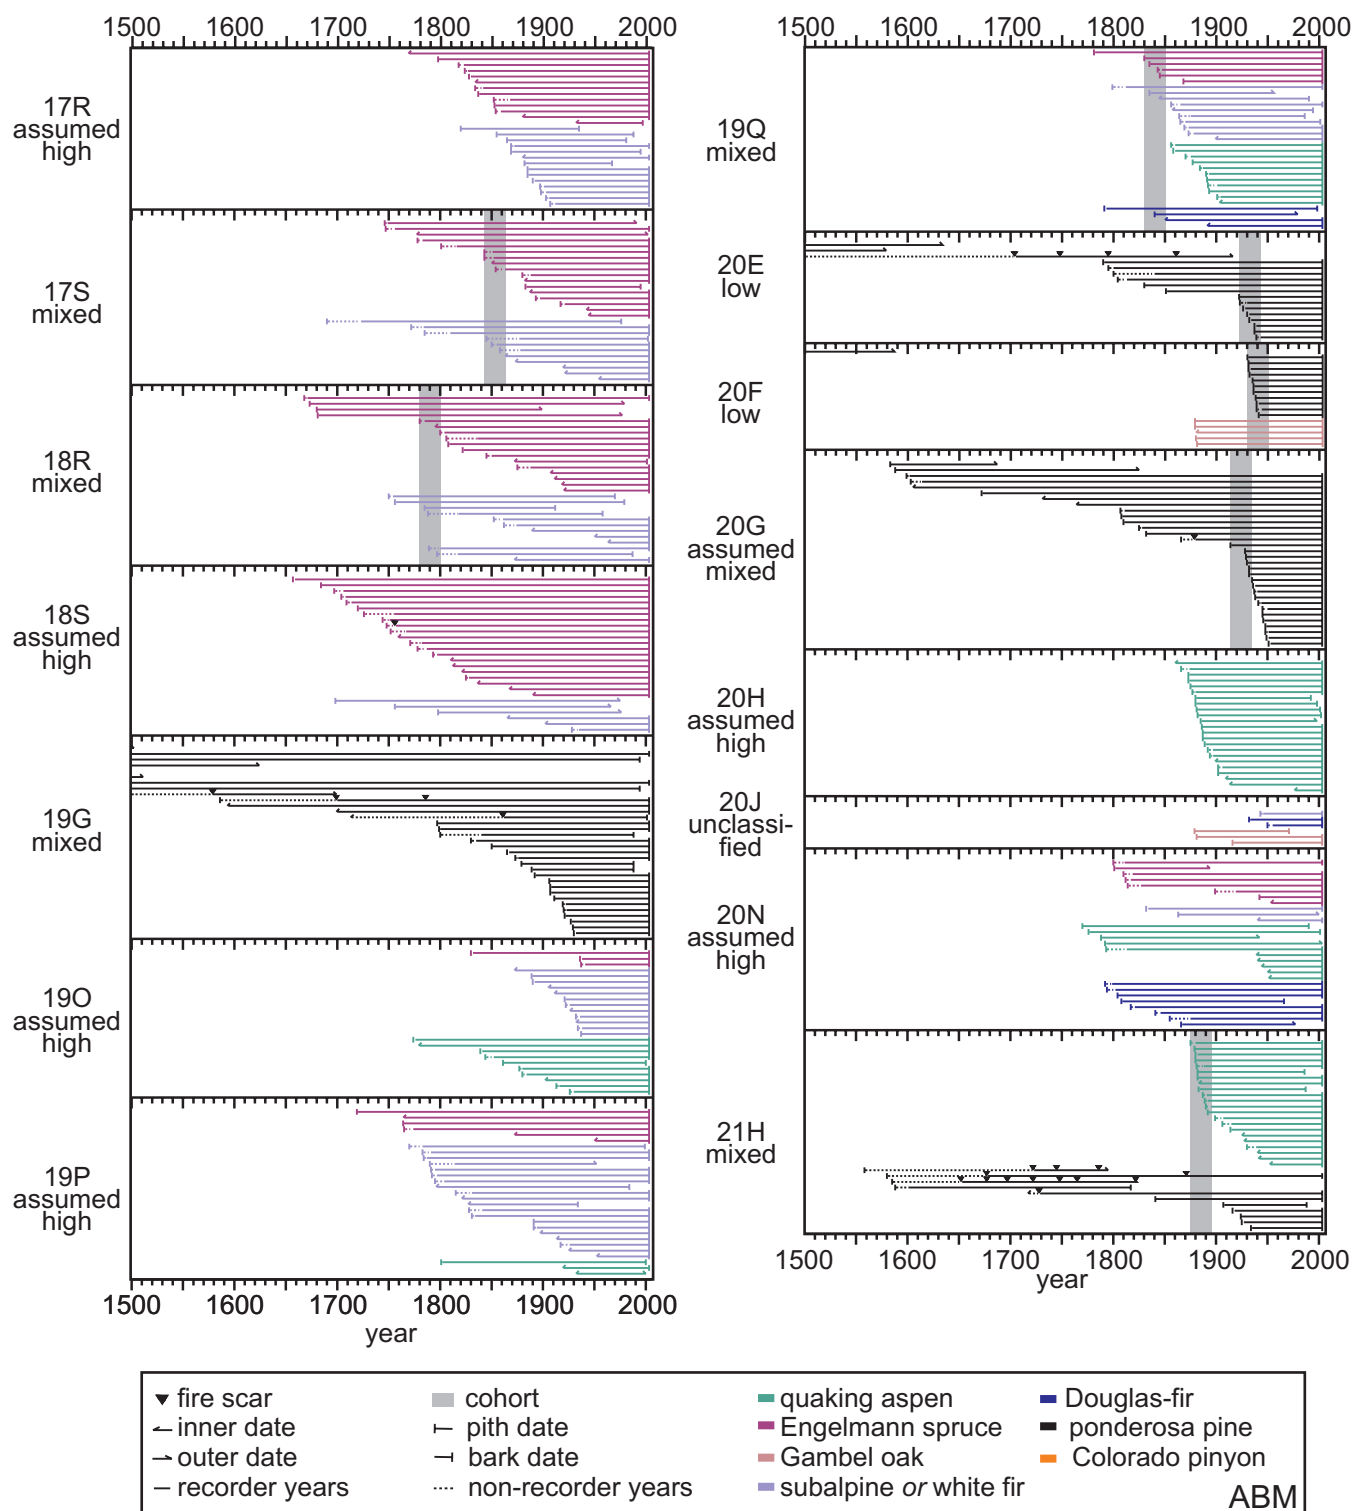 1500 1600 1700 1800 1900 2000
17R
assumed
high
17S
mixed
18R
mixed
18S
assumed
high
19G
mixed
19O
assumed
high
19P
assumed
high
1500 1600 1700 1800 1900 2000
year
1500 1600 1700 1800 1900 2000
19Q
mixed
20E
low
20F
low
20G
assumed
mixed
20H
assumed
high
20J
unclassi-
fied
20N
assumed
high
21H
mixed
1500 1600 1700 1800 1900 2000
year
fire scar
inner date
outer date
recorder years
cohort
pith date
bark date
non-recorder years
quaking aspen
Engelmann spruce
Gambel oak
subalpine or white fir
Douglas-fir
ponderosa pine
Colorado pinyon
ABM